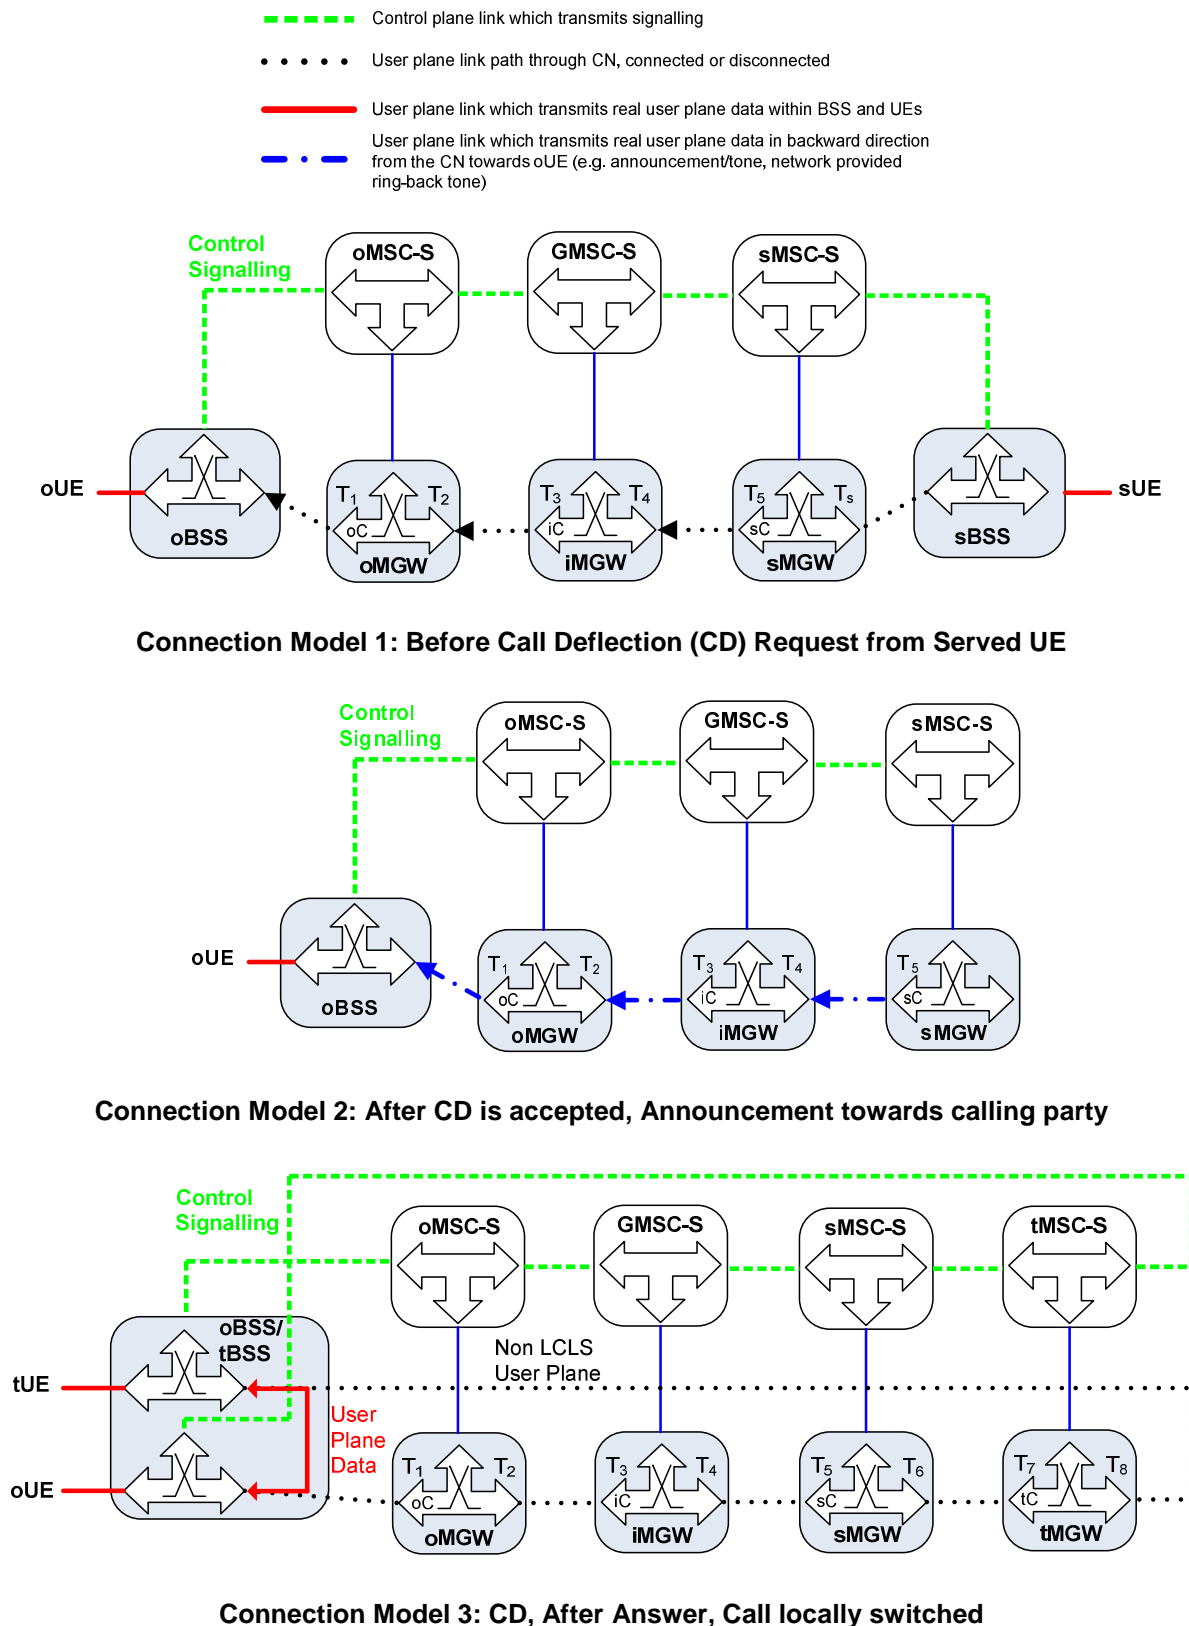 Control plane link which transmits signalling
User plane link path through CN, connected or disconnected
User plane link which transmits real user plane data within BSS and UEs
User plane link which transmits real user plane data in backward direction
from the CN towards oUE (e.g. announcement/tone, network provided
ring-back tone)
Control
Signalling
oMSC-S
GMSC-S
sMSC-S
oUE
oBSS
T1
T2
oC
oMGW
T3
T4
iC
iMGW
T5
Ts
sC
sMGW
sBSS
sUE
Connection Model 1: Before Call Deflection (CD) Request from Served UE
Control
Signalling
oMSC-S
GMSC-S
sMSC-S
oUE
oBSS
T1
T2
oC
oMGW
T3
T4
iC
iMGW
T5
sC
sMGW
Connection Model 2: After CD is accepted, Announcement towards calling party
Control
Signalling
oMSC-S
GMSC-S
sMSC-S
tMSC-S
oBSS/
tBSS
Non LCLS
User Plane
tUE
User
Plane
Data
oUE
T1
T2
oC
oMGW
T3
T4
iC
iMGW
T5
T6
sC
sMGW
T7
T8
tC
tMGW
Connection Model 3: CD, After Answer, Call locally switched